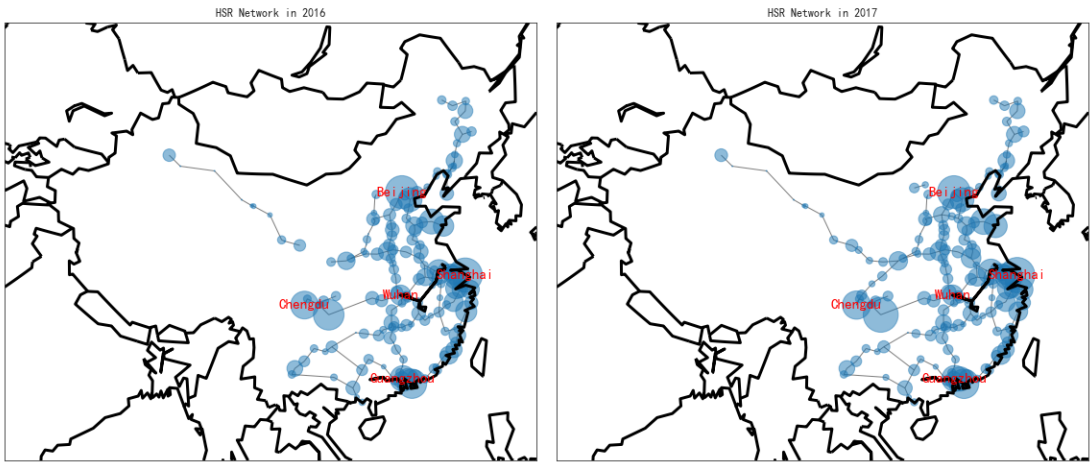 HSR Network in 2016
Beijing
Shanghai
Wuhan
Chengdu
Guangzhou
HSR Network in 2017
Beijing
Shanghai
Wuhan
Chengdu
Guangzhou